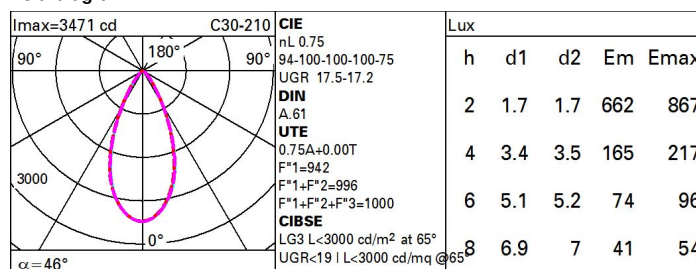 Imax=3471 cd C30-210
90° 180° 90°
3000
0°
α=46°
CIE
nL 0.75
94-100-100-100-75
UGR 17.5-17.2
DIN
A.61
UTE
0.75A+0.00T
F"1=942
F"1+F"2=996
F"1+F"2+F"3=1000
CIBSE
LG3 L<3000 cd/m² at 65°
UGR<19 | L<3000 cd/mq @65°
Lux
h d1 d2 Em Emax
2 1.7 1.7 662 867
4 3.4 3.5 165 217
6 5.1 5.2 74 96
8 6.9 7 41 54